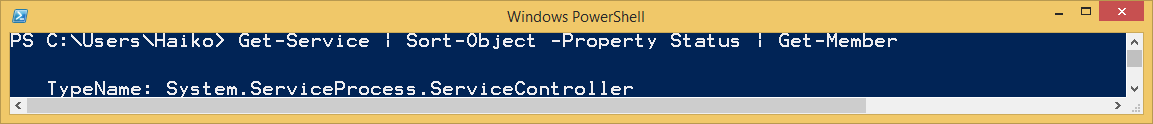 Windows PowerShell
PS C:\Users\Haiko> Get-Service | Sort-Object -Property Status | Get-Member
TypeName: System.ServiceProcess.ServiceController